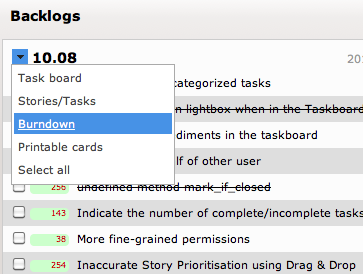 Backlogs
10.08
Task board
Stories/Tasks
Burndown
Printable cards
Select all
categorized tasks
n lightbox when in the Taskboard
diments in the taskboard
lf of other user
256 undefined method mark_if_closed
143 Indicate the number of complete/incomplete tasks
38 More fine-grained permissions
254 Inaccurate Story Prioritisation using Drag & Drop